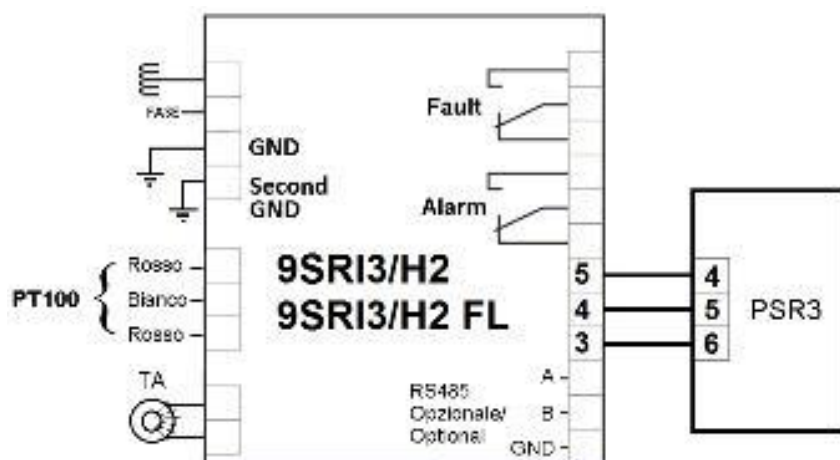 FASE
GND
Second
GND
PT100
Rosso
Bianco
Rosso
TA
Fault
Alarm
9SRI3/H2
9SRI3/H2 FL
5
4
3
4
5
6
PSR3
RS485
Opzionale/
Optional
A
B
GND